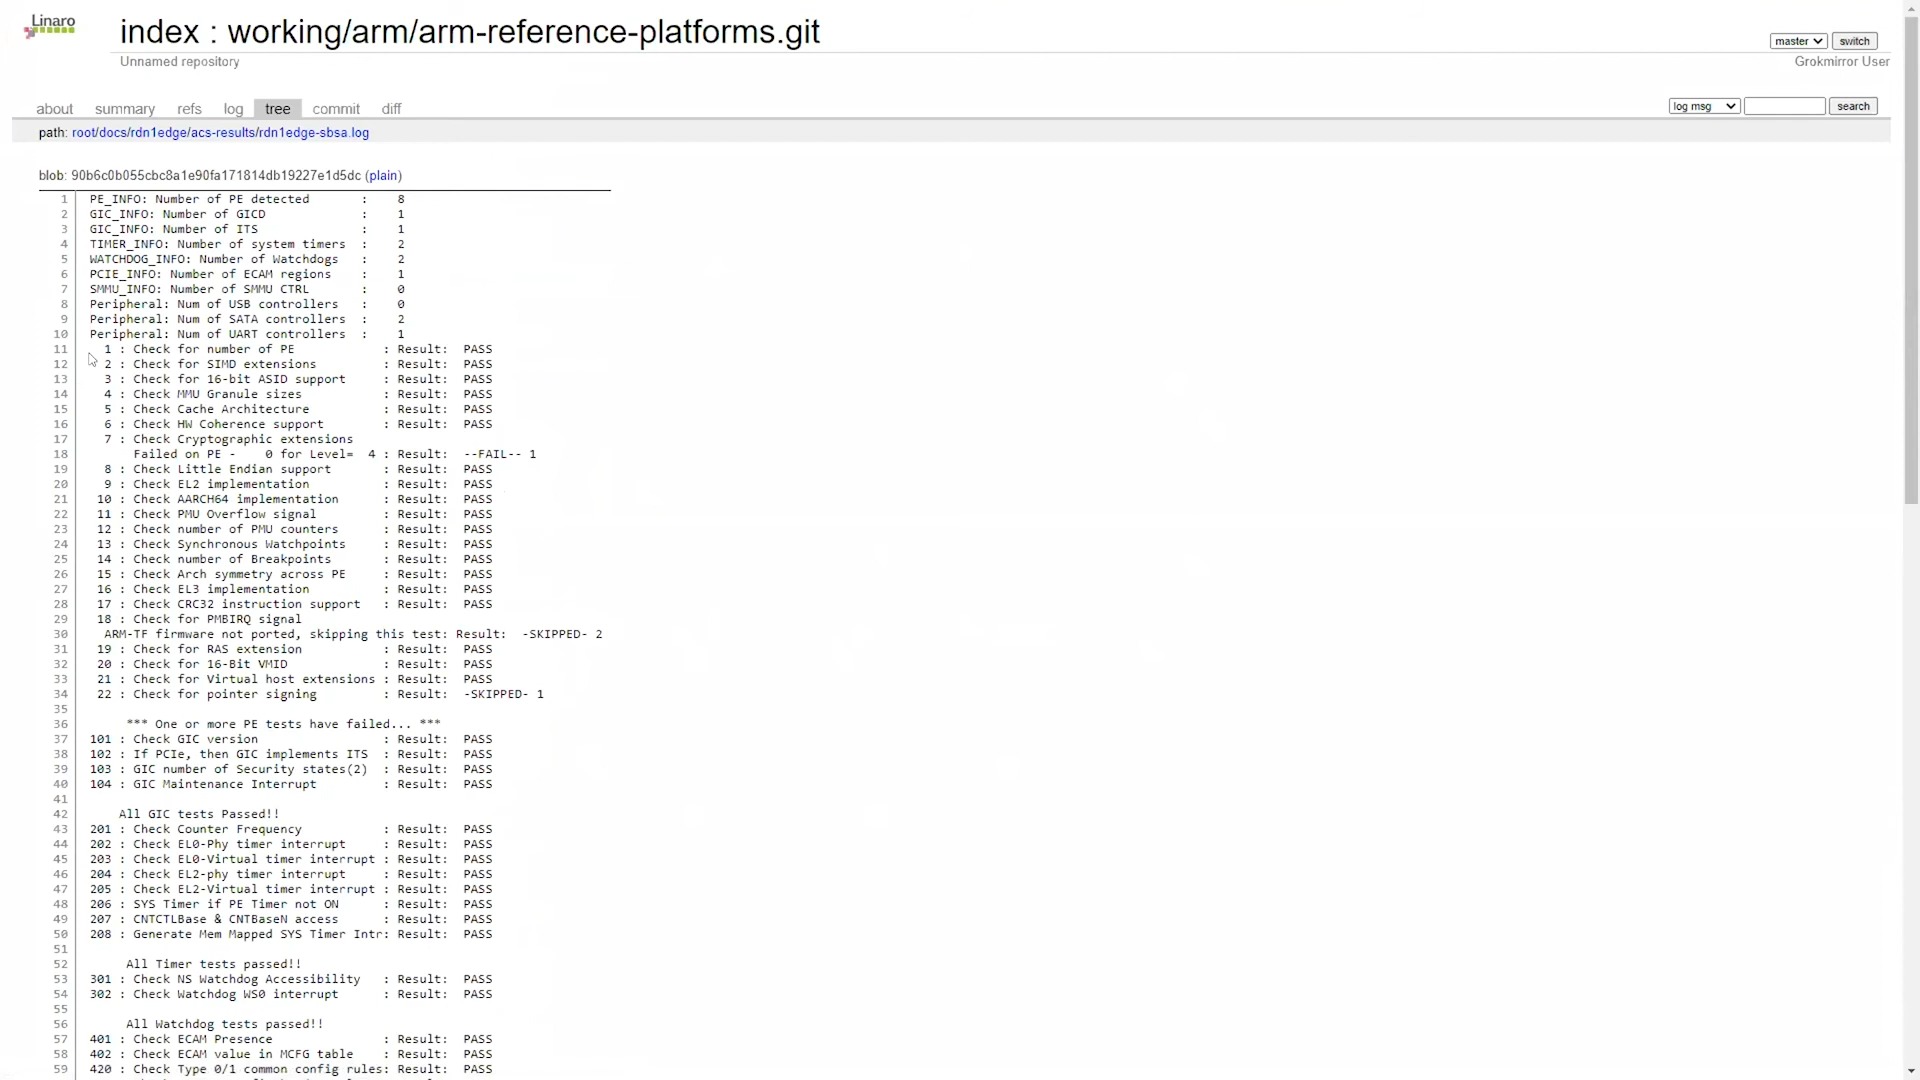 Linaro
index : working/arm/arm-reference-platforms.git
master switch
Unnamed repository
Grokmirror User
about summary refs log tree commit diff
log msg search
path: root/docs/rdn1edge/acs-results/rdn1edge-sbsa.log
blob: 90b6c0b055cbc8a1e90fa171814db19227e1d5dc (plain)
1 PE_INFO: Number of PE detected : 8
2 GIC_INFO: Number of GICD : 1
3 GIC_INFO: Number of ITS : 1
4 TIMER_INFO: Number of system timers : 2
5 WATCHDOG_INFO: Number of Watchdogs : 2
6 PCIE_INFO: Number of ECAM regions : 1
7 SMMU_INFO: Number of SMMU CTRL : 0
8 Peripheral: Num of USB controllers : 0
9 Peripheral: Num of SATA controllers : 2
10 Peripheral: Num of UART controllers : 1
11 1 : Check for number of PE : Result: PASS
12 2 : Check for SIMD extensions : Result: PASS
13 3 : Check for 16-bit ASID support : Result: PASS
14 4 : Check MMU Granule sizes : Result: PASS
15 5 : Check Cache Architecture : Result: PASS
16 6 : Check HW Coherence support : Result: PASS
17 7 : Check Cryptographic extensions
18 Failed on PE - 0 for Level= 4 : Result: --FAIL-- 1
19 8 : Check Little Endian support : Result: PASS
20 9 : Check EL2 implementation : Result: PASS
21 10 : Check AARCH64 implementation : Result: PASS
22 11 : Check PMU Overflow signal : Result: PASS
23 12 : Check number of PMU counters : Result: PASS
24 13 : Check Synchronous Watchpoints : Result: PASS
25 14 : Check number of Breakpoints : Result: PASS
26 15 : Check Arch symmetry across PE : Result: PASS
27 16 : Check EL3 implementation : Result: PASS
28 17 : Check CRC32 instruction support : Result: PASS
29 18 : Check for PMBIRQ signal
30 ARM-TF firmware not ported, skipping this test: Result: -SKIPPED- 2
31 19 : Check for RAS extension : Result: PASS
32 20 : Check for 16-Bit VMID : Result: PASS
33 21 : Check for Virtual host extensions : Result: PASS
34 22 : Check for pointer signing : Result: -SKIPPED- 1
35
36 *** One or more PE tests have failed... ***
37 101 : Check GIC version : Result: PASS
38 102 : If PCIe, then GIC implements ITS : Result: PASS
39 103 : GIC number of Security states(2) : Result: PASS
40 104 : GIC Maintenance Interrupt : Result: PASS
41
42 All GIC tests Passed!!
43 201 : Check Counter Frequency : Result: PASS
44 202 : Check EL0-Phy timer interrupt : Result: PASS
45 203 : Check EL0-Virtual timer interrupt : Result: PASS
46 204 : Check EL2-phy timer interrupt : Result: PASS
47 205 : Check EL2-Virtual timer interrupt : Result: PASS
48 206 : SYS Timer if PE Timer not ON : Result: PASS
49 207 : CNTCTLBase & CNTBaseN access : Result: PASS
50 208 : Generate Mem Mapped SYS Timer Intr: Result: PASS
51
52 All Timer tests passed!!
53 301 : Check NS Watchdog Accessibility : Result: PASS
54 302 : Check Watchdog WS0 interrupt : Result: PASS
55
56 All Watchdog tests passed!!
57 401 : Check ECAM Presence : Result: PASS
58 402 : Check ECAM value in MCFG table : Result: PASS
59 420 : Check Type 0/1 common config rules: Result: PASS